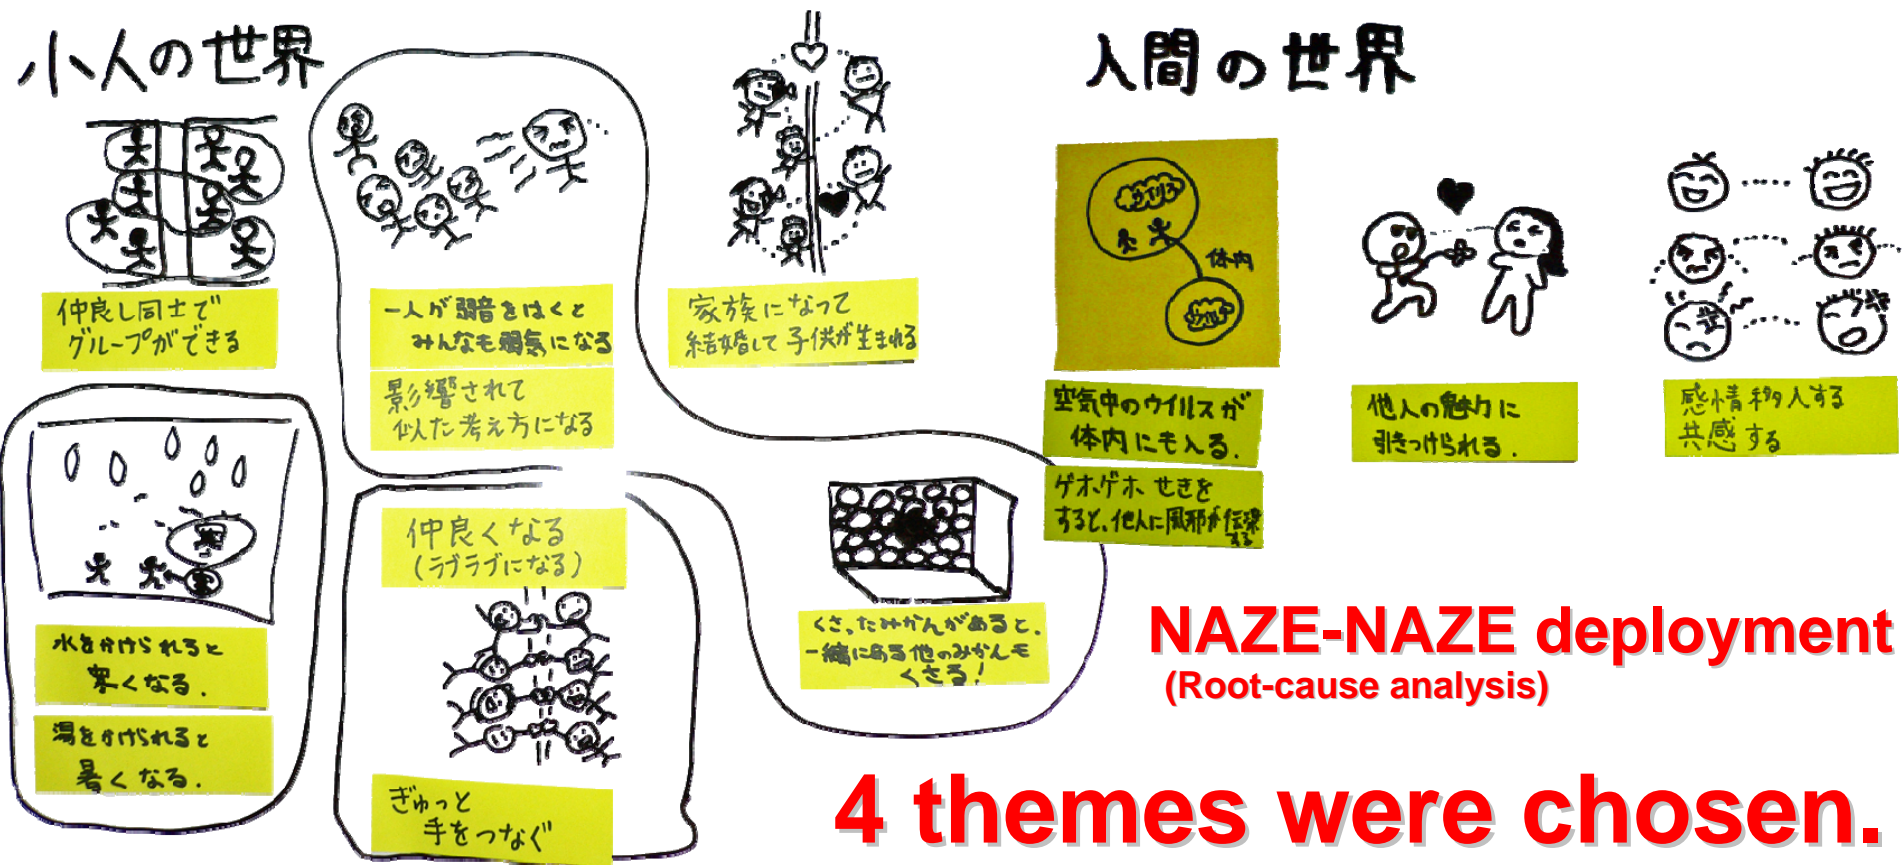 小人の世界
人間の世界
仲良し同士で
グループができる
一人が弱音をはくと
みんなも弱気になる
影響されて
似た考え方になる
家族になって
結婚して子供が生まれる
ウイルス
体内
ウイルス
空気中のウイルスが
体内にも入る.
ゲホゲホ せきを
すると、他人に風邪が伝染
する
他人の魅力に
引きつけられる.
感情移入する
共感する
水をかけられると
寒くなる.
湯をかけられると
暑くなる.
仲良くなる
(ラブラブになる)
ぎゅっと
手をつなぐ
くさったみかんがあると.
一緒にある他のみかんも
くさる!
NAZE-NAZE deployment
(Root-cause analysis)
4 themes were chosen.